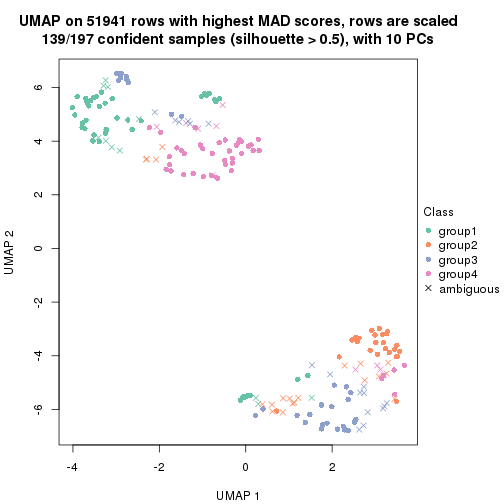 UMAP on 51941 rows with highest MAD scores, rows are scaled
139/197 confident samples (silhouette > 0.5), with 10 PCs
Class
group1
group2
group3
group4
ambiguous
UMAP 2
6
4
2
0
-2
-4
-6
-4
-2
0
2
UMAP 1